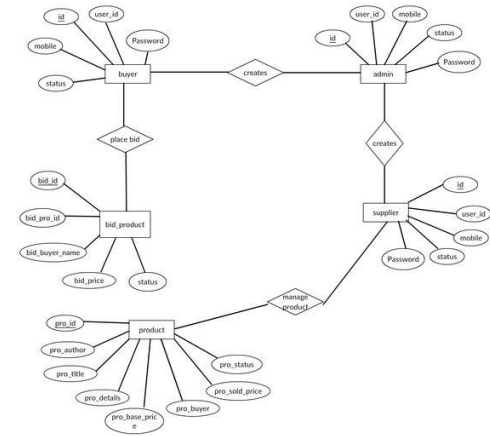 id
user_id
mobile
Password
status
buyer
creates
user_id
mobile
id
status
Password
admin
place bid
creates
bid_id
bid_pro_id
bid_buyer_name
bid_price
status
bid_product
id
user_id
mobile
status
Password
supplier
manage
product
pro_id
product
pro_author
pro_title
pro_details
pro_base_pric
e
pro_buyer
pro_sold_price
pro_status